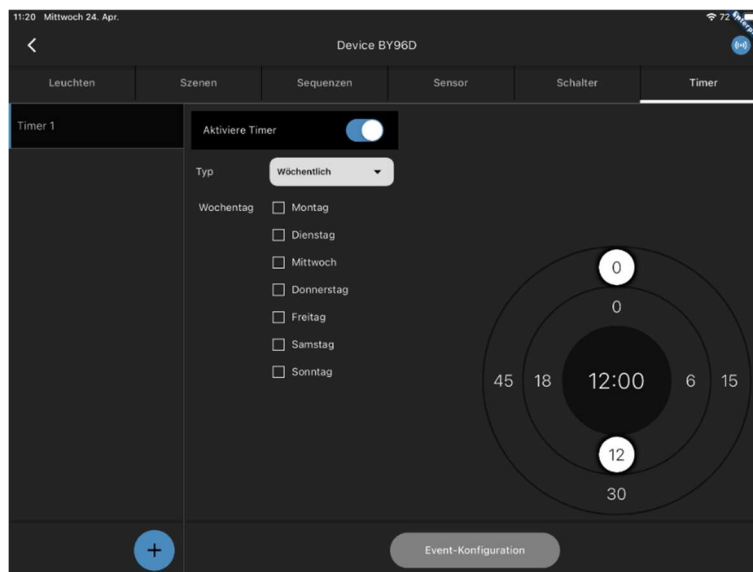 11:20 Mittwoch 24. Apr.
72
Device BY96D
Leuchten Szenen Sequenzen Sensor Schalter Timer
Timer 1
Aktiviere Timer
Typ Wöchentlich
Wochentag Montag
Dienstag
Mittwoch
Donnerstag
Freitag
Samstag
Sonntag
0
0
45 18 12:00 6 15
12
30
+
Event-Konfiguration